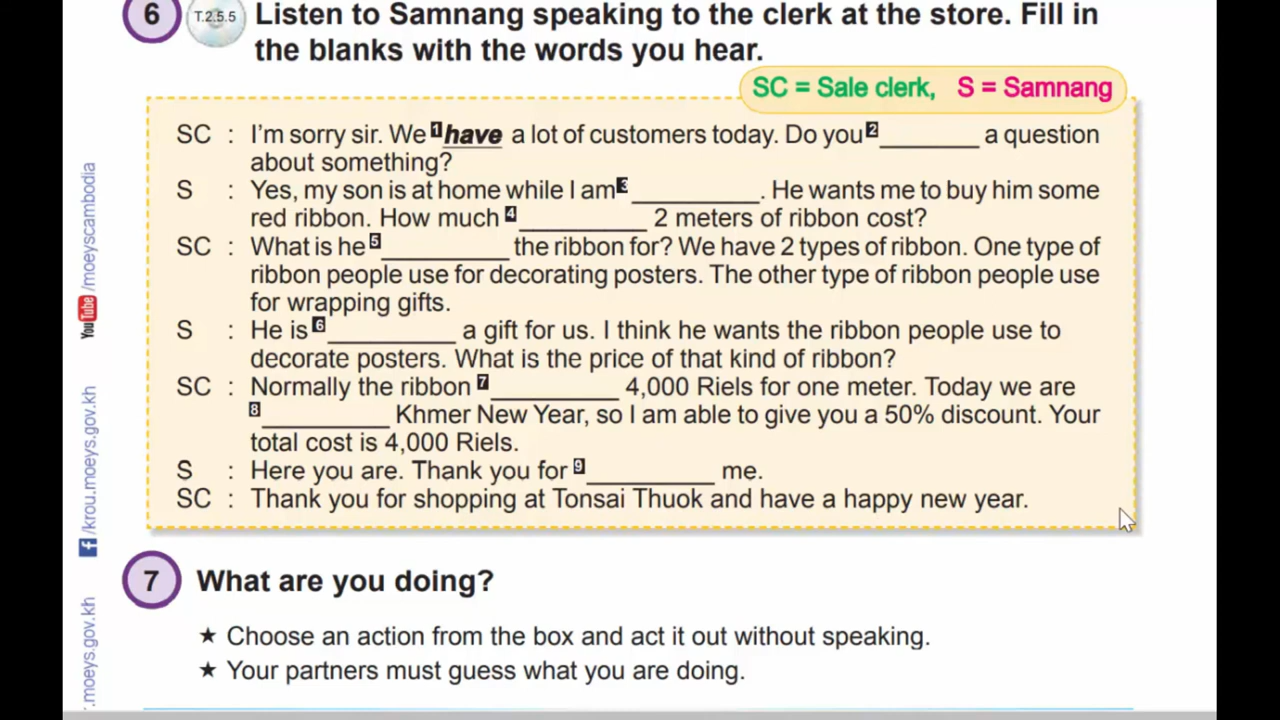 6 T.2.5.5 Listen to Samnang speaking to the clerk at the store. Fill in
the blanks with the words you hear.
SC = Sale clerk, S = Samnang
SC : I'm sorry sir. We 1 have a lot of customers today. Do you 2 _______ a question
about something?
S : Yes, my son is at home while I am 3 _________. He wants me to buy him some
red ribbon. How much 4 _________ 2 meters of ribbon cost?
SC : What is he 5 _________ the ribbon for? We have 2 types of ribbon. One type of
ribbon people use for decorating posters. The other type of ribbon people use
for wrapping gifts.
S : He is 6 _________ a gift for us. I think he wants the ribbon people use to
decorate posters. What is the price of that kind of ribbon?
SC : Normally the ribbon 7 _________ 4,000 Riels for one meter. Today we are
8 _________ Khmer New Year, so I am able to give you a 50% discount. Your
total cost is 4,000 Riels.
S : Here you are. Thank you for 9 _________ me.
SC : Thank you for shopping at Tonsai Thuok and have a happy new year.
7 What are you doing?
★ Choose an action from the box and act it out without speaking.
★ Your partners must guess what you are doing.
YouTube /moeyscambodia
f /krou.moeys.gov.kh
.moeys.gov.kh